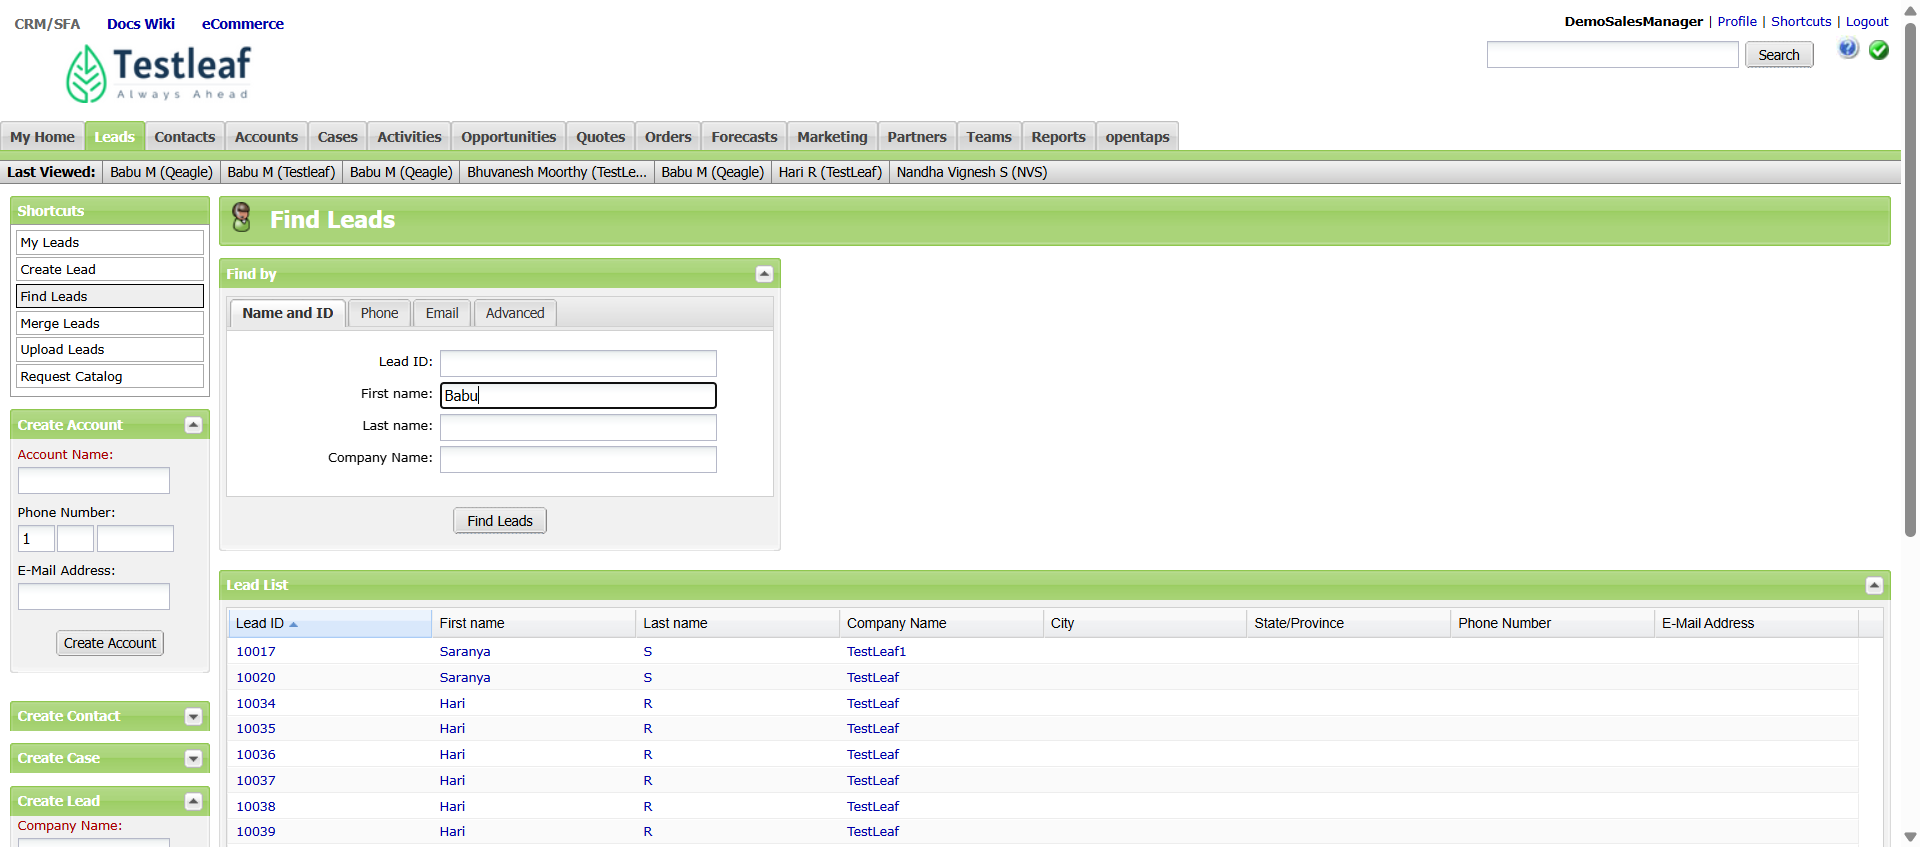 CRM/SFA Docs Wiki eCommerce
DemoSalesManager | Profile | Shortcuts | Logout
Testleaf
Always Ahead
Search
My Home Leads Contacts Accounts Cases Activities Opportunities Quotes Orders Forecasts Marketing Partners Teams Reports opentaps
Last Viewed: Babu M (Qeagle) Babu M (Testleaf) Babu M (Qeagle) Bhuvanesh Moorthy (TestLe... Babu M (Qeagle) Hari R (TestLeaf) Nandha Vignesh S (NVS)
Shortcuts
My Leads
Create Lead
Find Leads
Merge Leads
Upload Leads
Request Catalog
Create Account
Account Name:
Phone Number:
1
E-Mail Address:
Create Account
Create Contact
Create Case
Create Lead
Company Name:
Find Leads
Find by
Name and ID Phone Email Advanced
Lead ID:
First name: Babu
Last name:
Company Name:
Find Leads
Lead List
Lead ID First name Last name Company Name City State/Province Phone Number E-Mail Address
10017 Saranya S TestLeaf1
10020 Saranya S TestLeaf
10034 Hari R TestLeaf
10035 Hari R TestLeaf
10036 Hari R TestLeaf
10037 Hari R TestLeaf
10038 Hari R TestLeaf
10039 Hari R TestLeaf